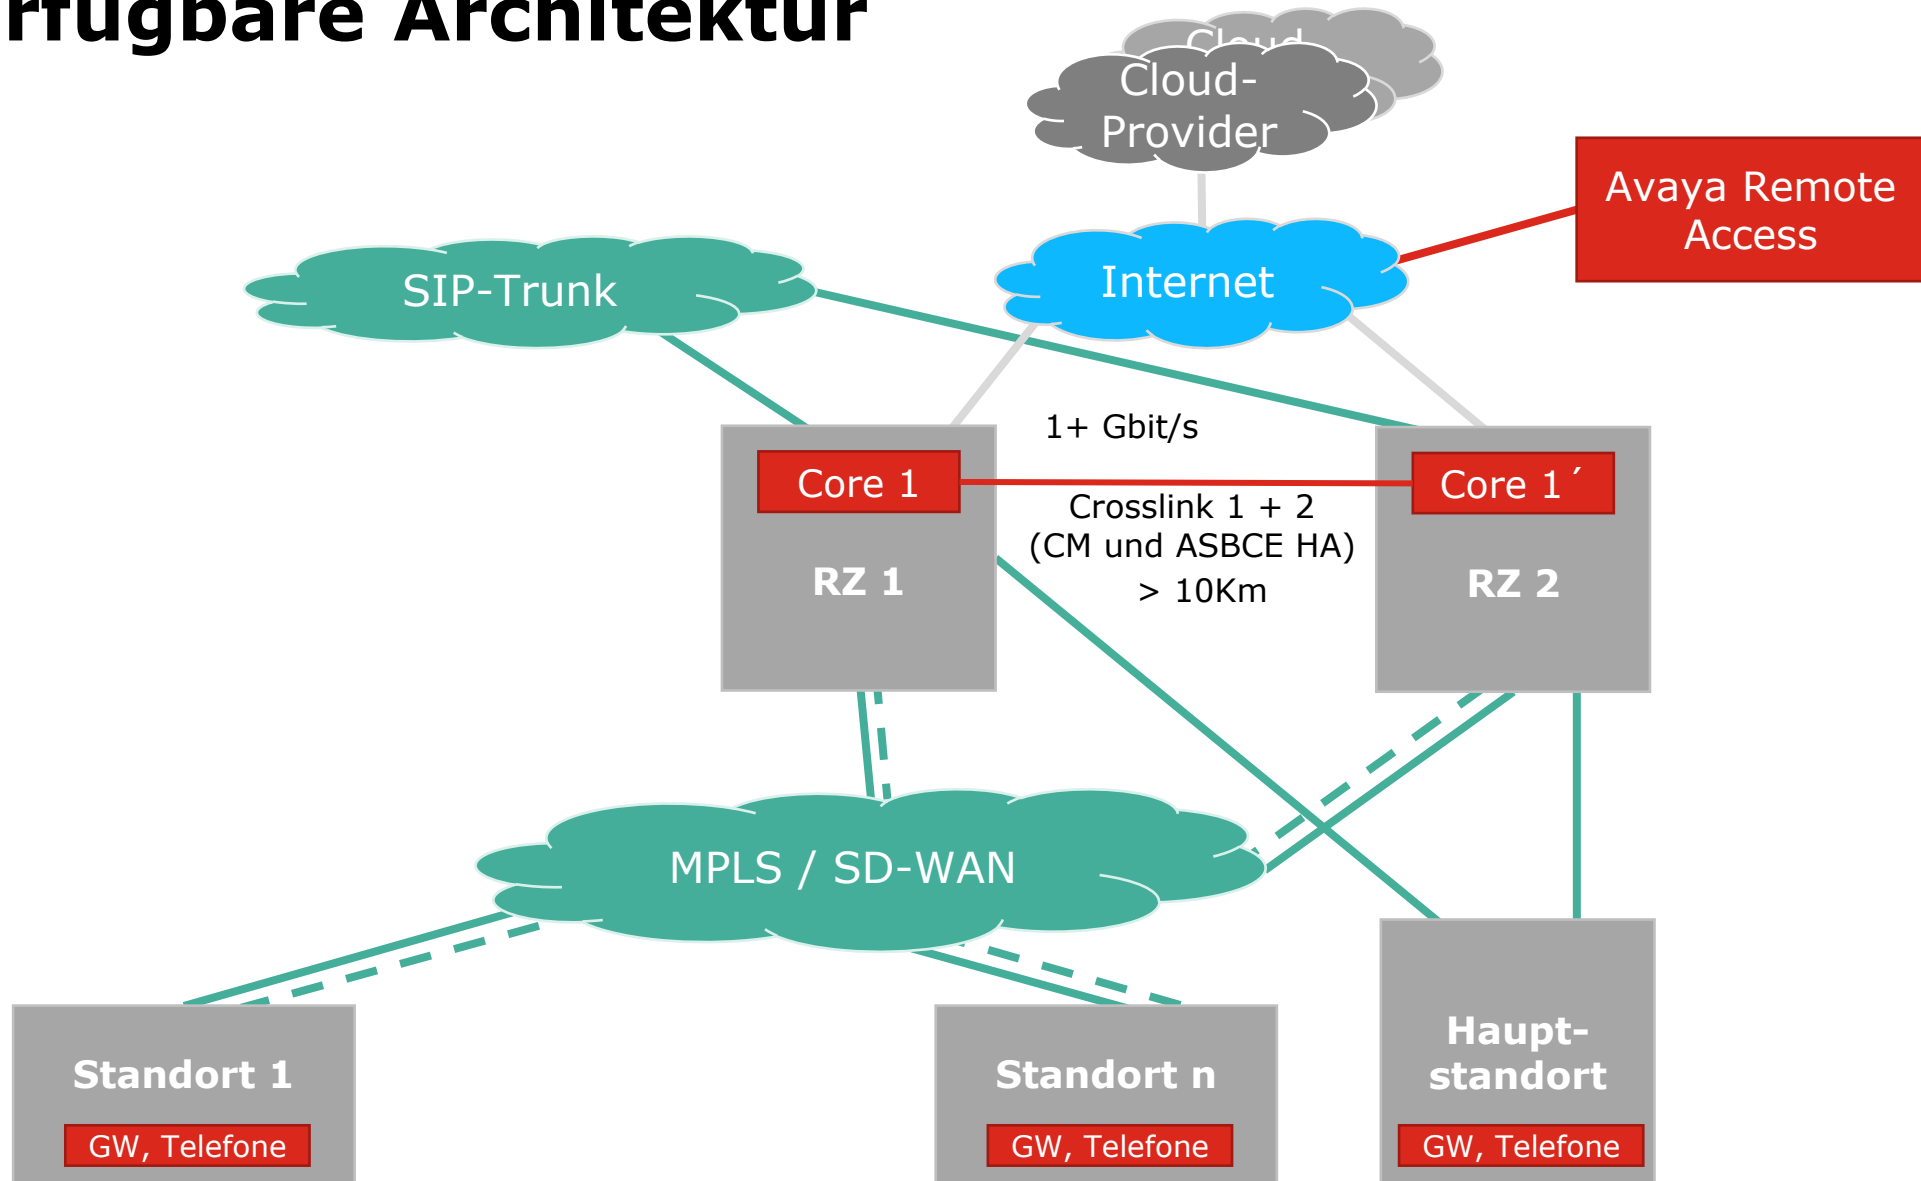 rfügbare Architektur
Cloud
Cloud-
Provider
Avaya Remote
Access
SIP-Trunk
Internet
1+ Gbit/s
Core 1
Core 1´
Crosslink 1 + 2
(CM und ASBCE HA)
> 10Km
RZ 1
RZ 2
MPLS / SD-WAN
Standort 1
GW, Telefone
Standort n
GW, Telefone
Haupt-
standort
GW, Telefone